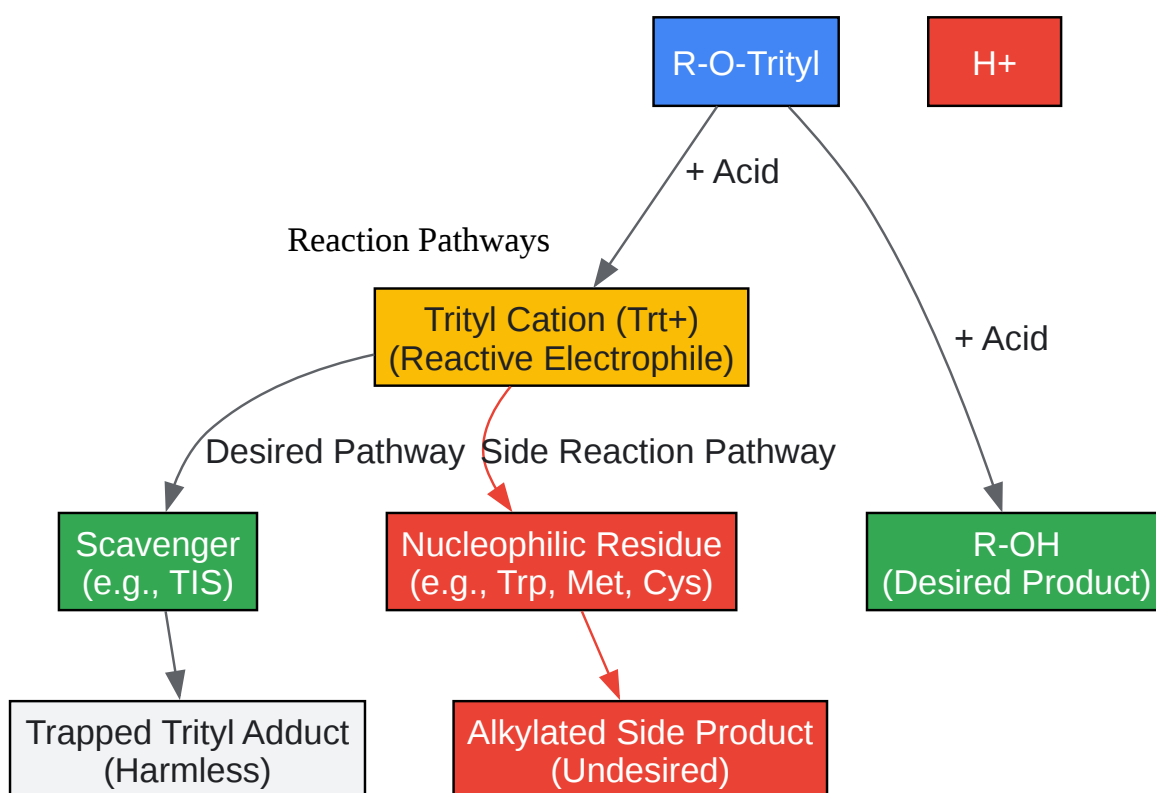 R-O-Trityl
H+
+ Acid
Reaction Pathways
Trityl Cation (Trt+)
(Reactive Electrophile)
+ Acid
Desired Pathway
Side Reaction Pathway
Scavenger
(e.g., TIS)
Nucleophilic Residue
(e.g., Trp, Met, Cys)
R-OH
(Desired Product)
Trapped Trityl Adduct
(Harmless)
Alkylated Side Product
(Undesired)